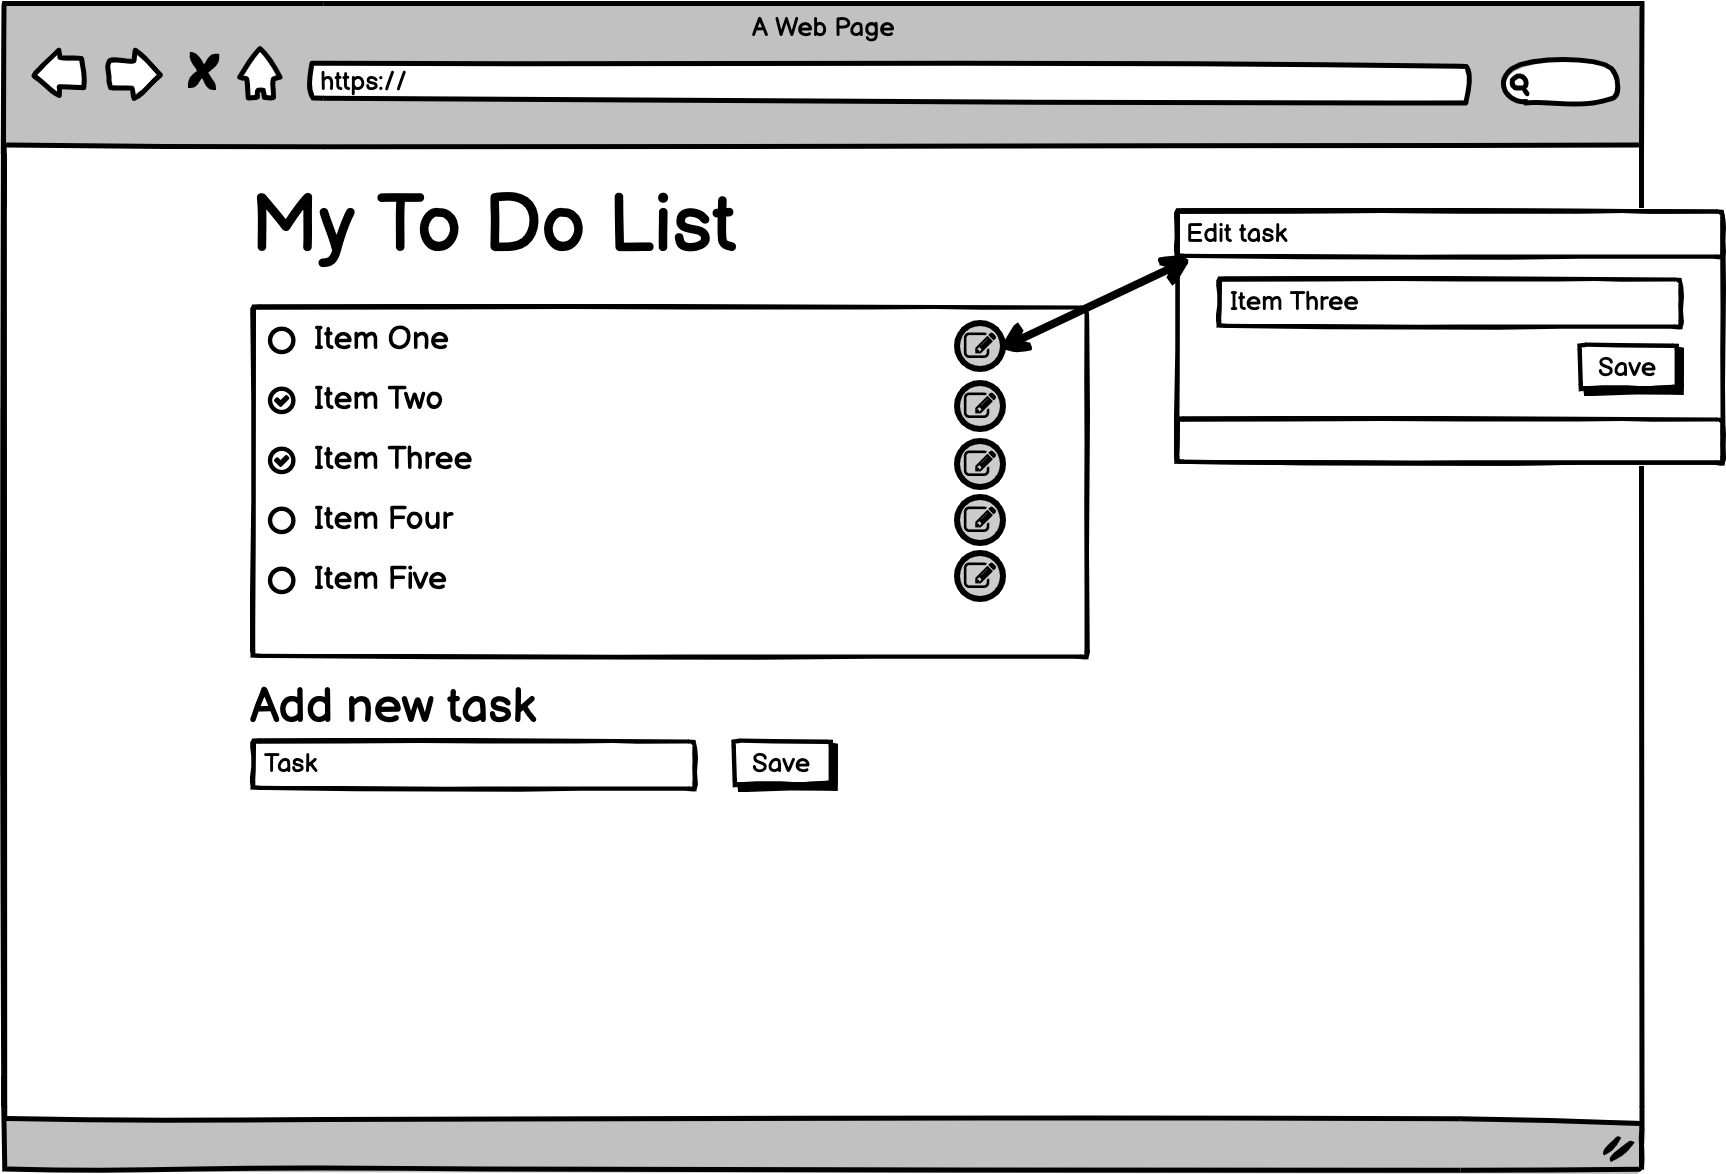 A Web Page
https://
My To Do List
Edit task
Item Three
Save
Item One
Item Two
Item Three
Item Four
Item Five
Add new task
Task
Save